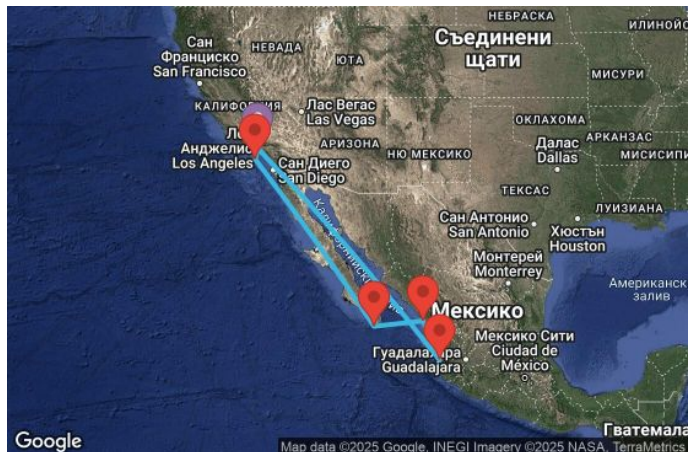 НЕБРАСКА
ИЛИНОЙС
Сан
Франциско
San Francisco
НЕВАДА
ЮТА
Съединени
щати
МИСУРИ
КАЛИФОРНИЯ
Лас Вегас
Las Vegas
ОКЛАХОМА
АРКАНЗАС
Анджелис
Los Angeles
АРИЗОНА
НЮ МЕКСИКО
Далас
Dallas
МИСИСИПИ
Сан Диего
San Diego
ТЕКСАС
ЛУИЗИАНА
Сан Антонио
San Antonio
Хюстън
Houston
Монтерей
Monterrey
Американск
залив
Мексико
Гуадалахара
Guadalajara
Мексико Сити
Ciudad de
México
Гватемала
Google
Map data ©2025 Google, INEGI Imagery ©2025 NASA, TerraMetrics